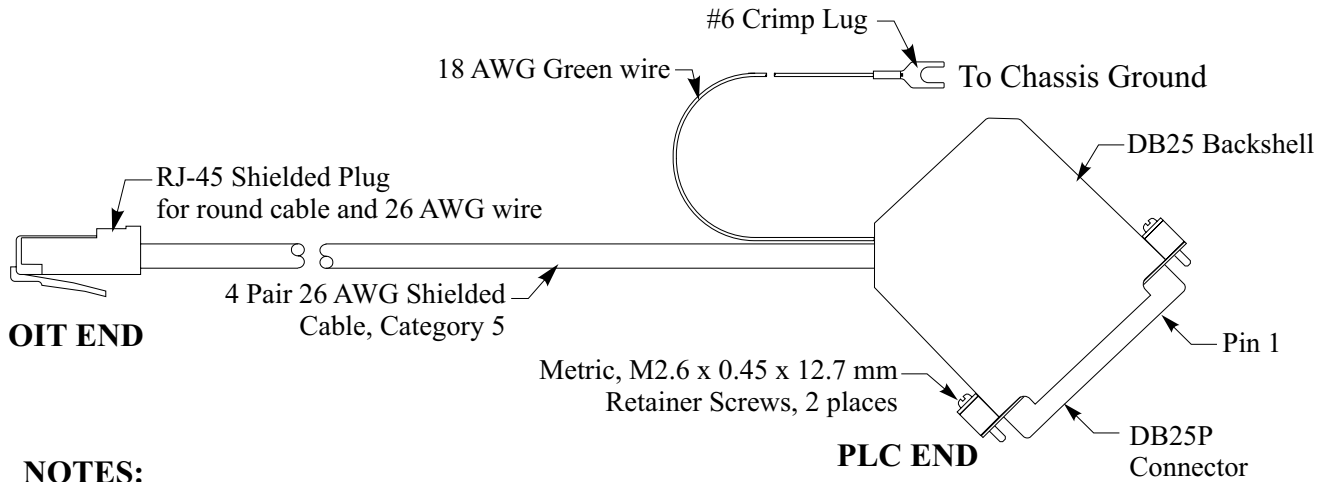 #6 Crimp Lug
18 AWG Green wire
To Chassis Ground
DB25 Backshell
RJ-45 Shielded Plug
for round cable and 26 AWG wire
4 Pair 26 AWG Shielded
Cable, Category 5
OIT END
Pin 1
Metric, M2.6 x 0.45 x 12.7 mm
Retainer Screws, 2 places
PLC END
DB25P
Connector
NOTES: